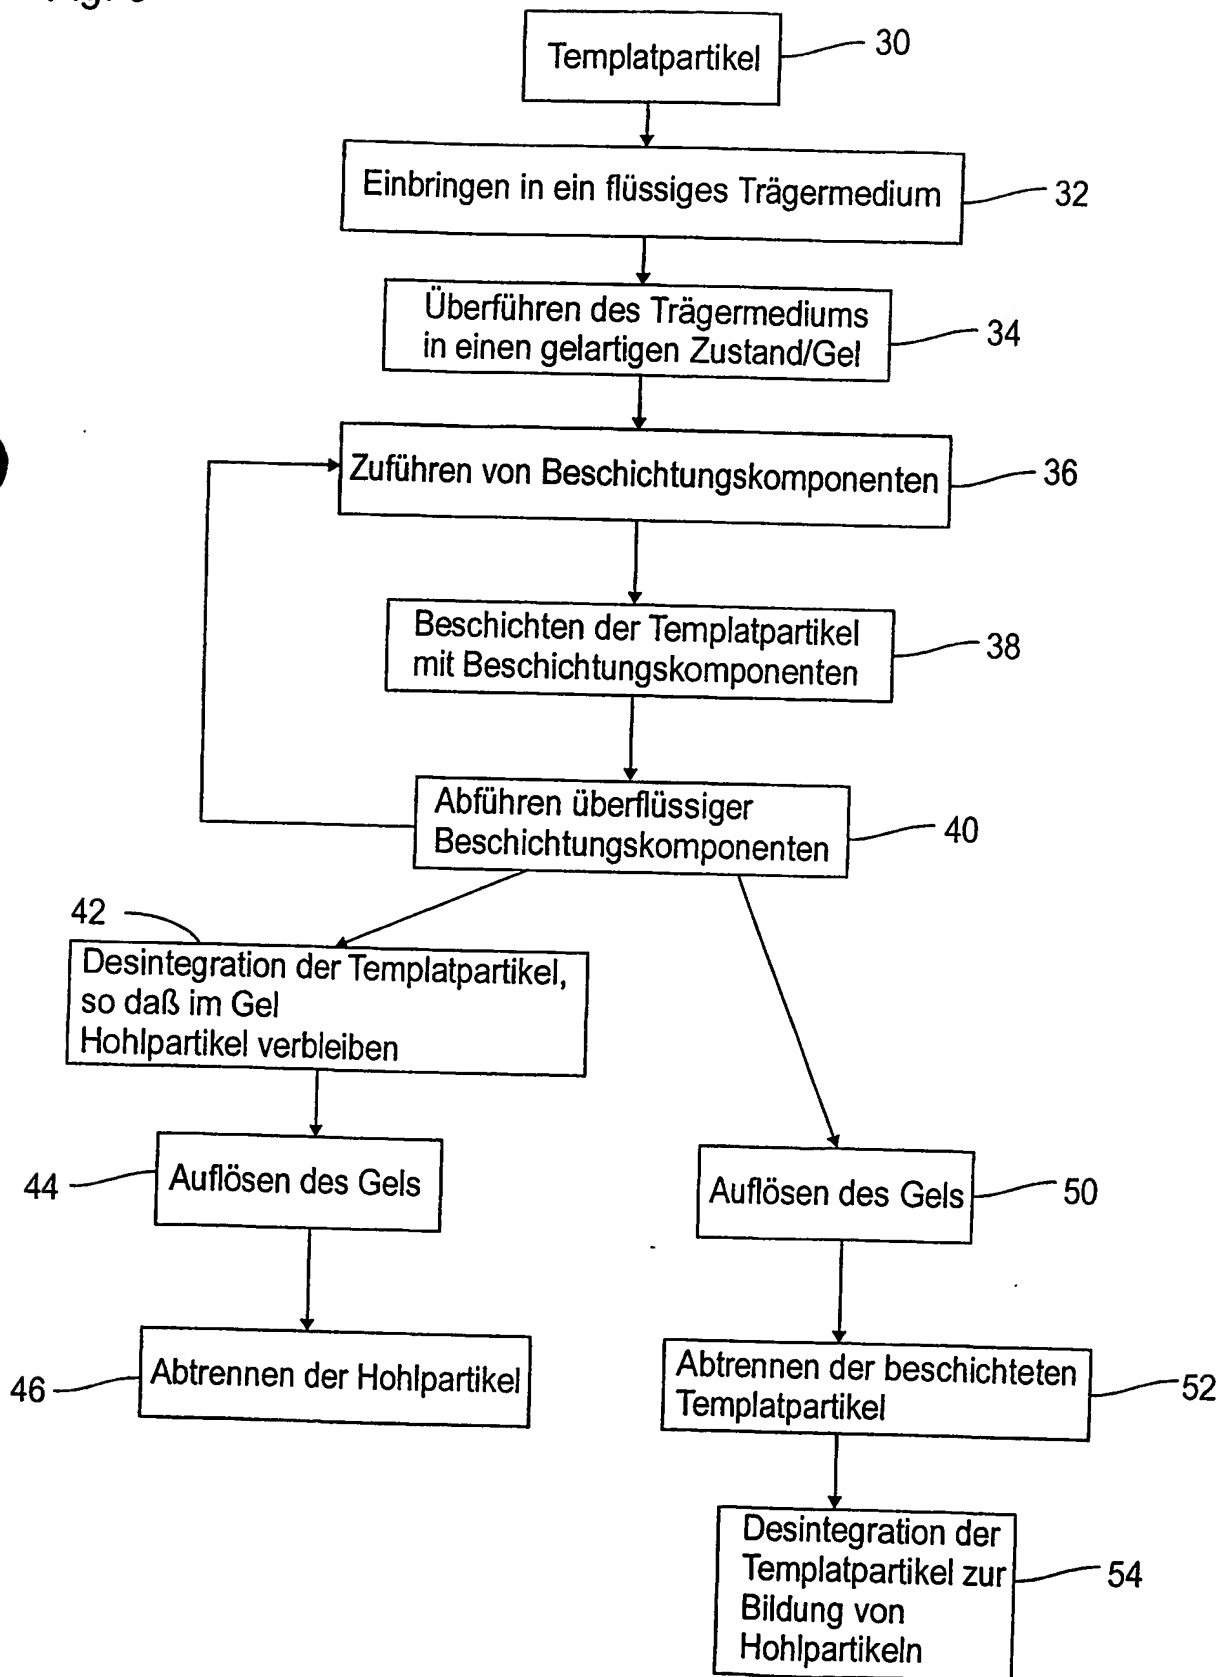 Templatpartikel
30
Einbringen in ein flüssiges Trägermedium
32
Überführen des Trägermediums
in einen gelartigen Zustand/Gel
34
Zuführen von Beschichtungskomponenten
36
Beschichten der Templatpartikel
mit Beschichtungskomponenten
38
Abführen überflüssiger
Beschichtungskomponenten
40
42
Desintegration der Templatpartikel,
so daß im Gel
Hohlpartikel verbleiben
44
Auflösen des Gels
46
Abtrennen der Hohlpartikel
Auflösen des Gels
50
Abtrennen der beschichteten
Templatpartikel
52
Desintegration der
Templatpartikel zur
Bildung von
Hohlpartikeln
54